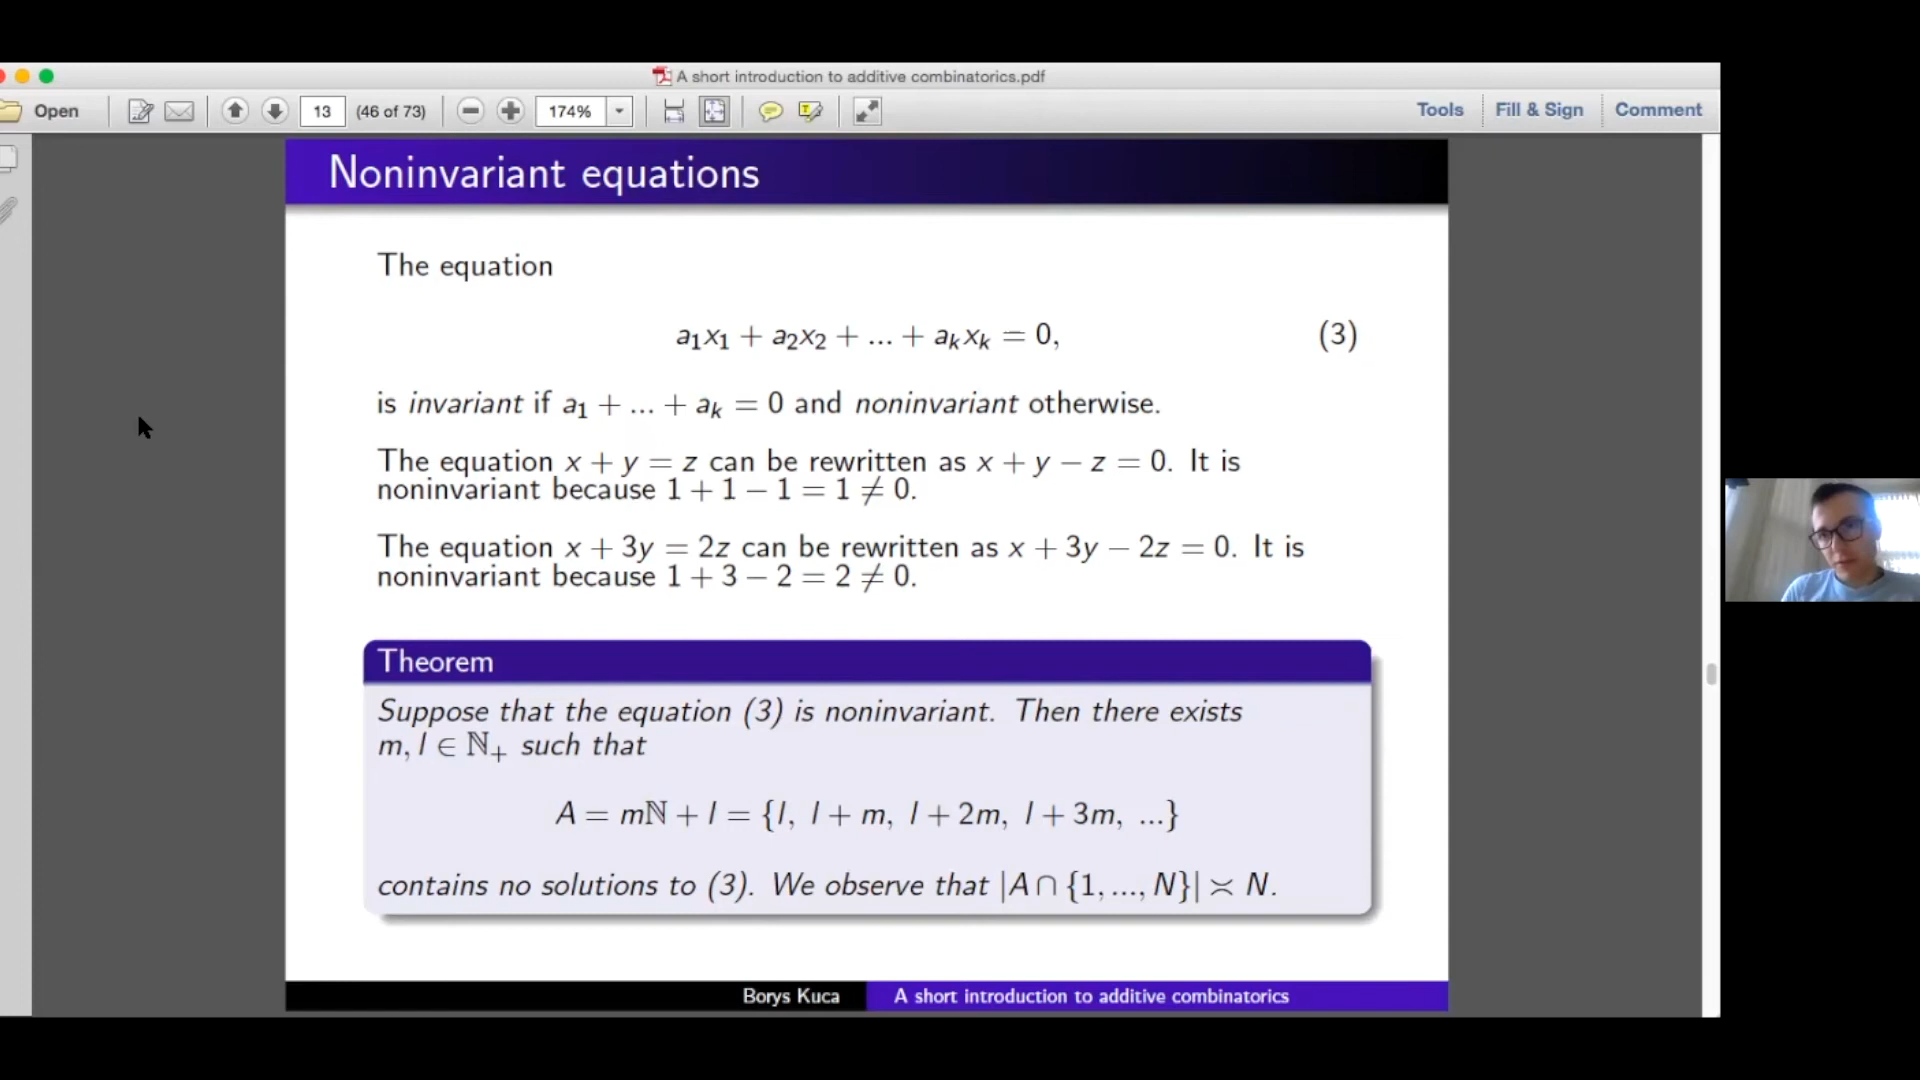 A short introduction to additive combinatorics.pdf
Open
13
(46 of 73)
174%
Tools
Fill & Sign
Comment
Noninvariant equations
The equation
a₁x₁ + a₂x₂ + ... + aₖxₖ = 0,
(3)
is invariant if a₁ + ... + aₖ = 0 and noninvariant otherwise.
The equation x + y = z can be rewritten as x + y − z = 0. It is
noninvariant because 1 + 1 − 1 = 1 ≠ 0.
The equation x + 3y = 2z can be rewritten as x + 3y − 2z = 0. It is
noninvariant because 1 + 3 − 2 = 2 ≠ 0.
Theorem
Suppose that the equation (3) is noninvariant. Then there exists
m, l ∈ ℕ₊ such that
A = mℕ + l = {l, l + m, l + 2m, l + 3m, ...}
contains no solutions to (3). We observe that |A ∩ {1, ..., N}| ≍ N.
Borys Kuca
A short introduction to additive combinatorics